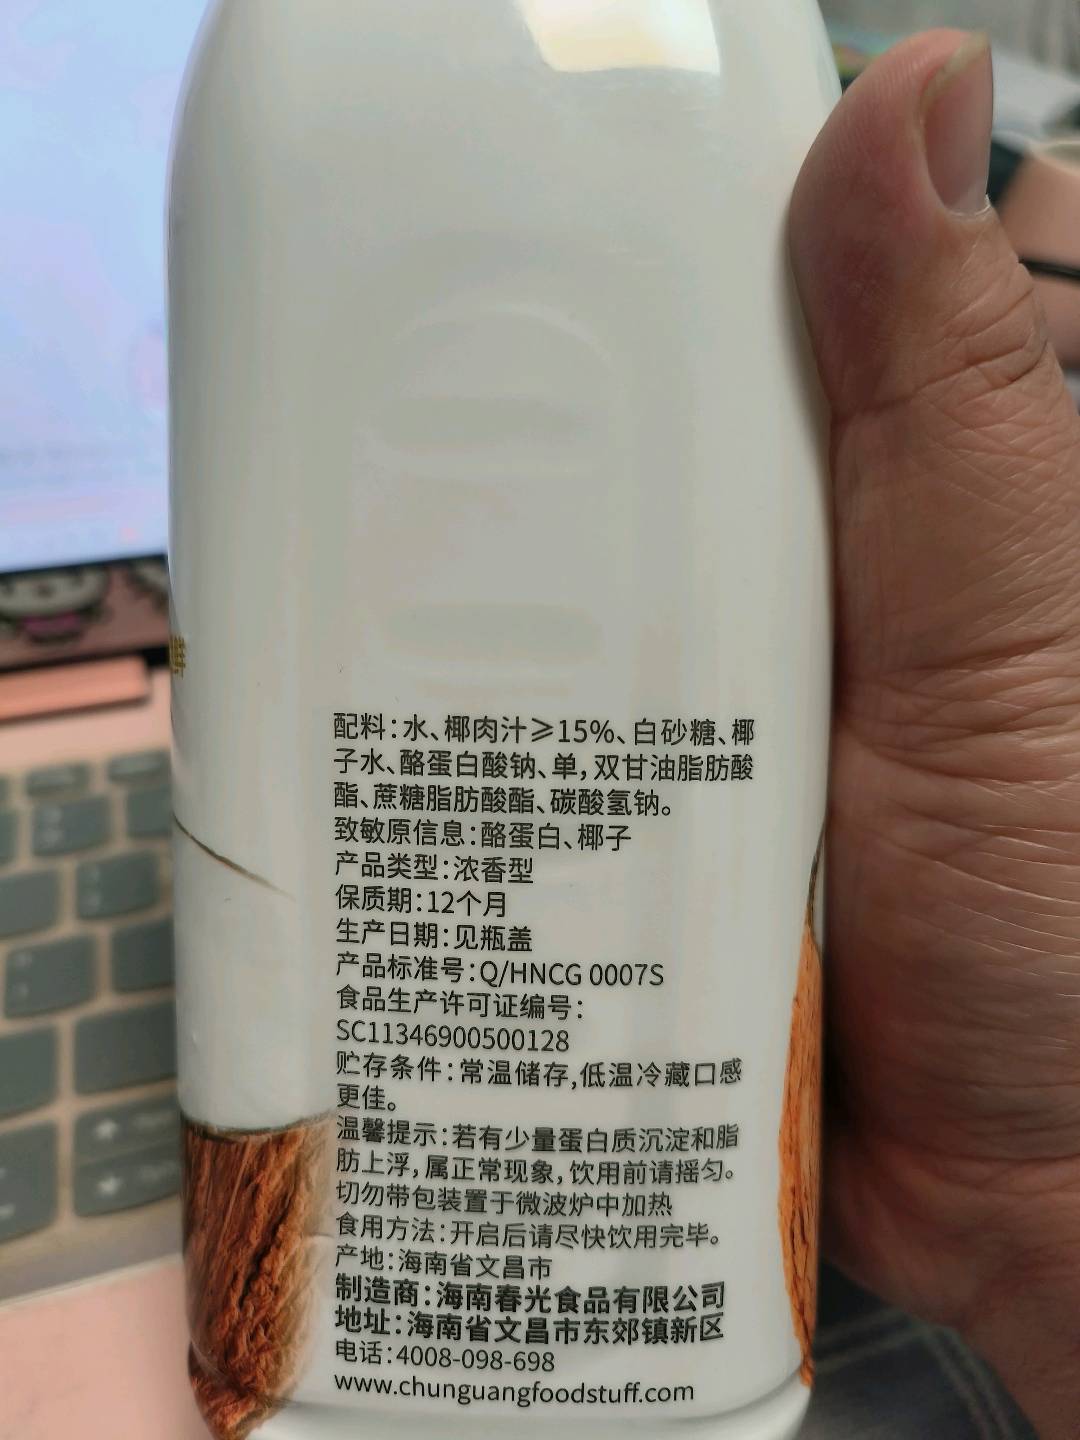 鲜
配料:水、椰肉汁≥15%、白砂糖、椰
子水、酪蛋白酸钠、单,双甘油脂肪酸
酯、蔗糖脂肪酸酯、碳酸氢钠。
致敏原信息:酪蛋白、椰子
产品类型:浓香型
保质期:12个月
生产日期:见瓶盖
产品标准号:Q/HNCG 0007S
食品生产许可证编号:
SC11346900500128
贮存条件:常温储存,低温冷藏口感
更佳。
温馨提示:若有少量蛋白质沉淀和脂
肪上浮,属正常现象,饮用前请摇匀。
切勿带包装置于微波炉中加热
食用方法:开启后请尽快饮用完毕。
产地:海南省文昌市
制造商:海南春光食品有限公司
地址:海南省文昌市东郊镇新区
电话:4008-098-698
www.chunguangfoodstuff.com